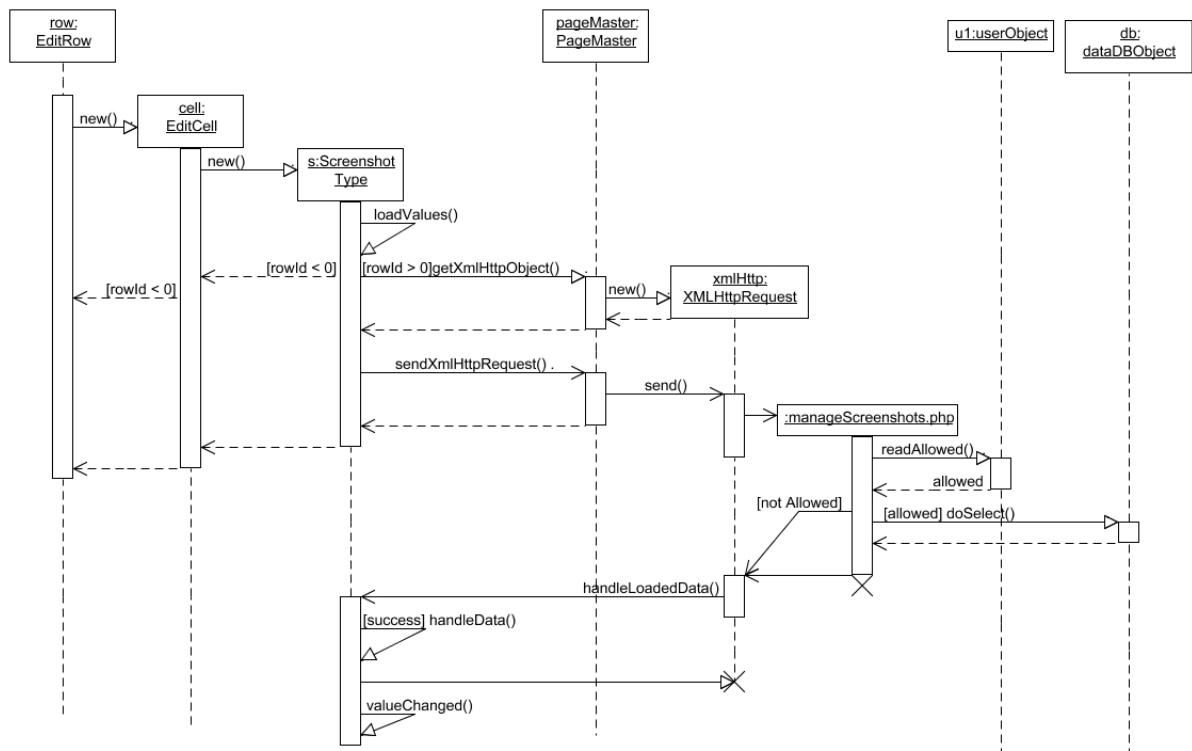 row:
EditRow
pageMaster:
PageMaster
u1:userObject
db:
dataDBObject
new()
cell:
EditCell
new()
s:Screenshot
Type
loadValues()
[rowId < 0]
[rowId > 0]getXmlHttpObject()
[rowId < 0]
new()
xmlHttp:
XMLHttpRequest
sendXmlHttpRequest() .
send()
:manageScreenshots.php
readAllowed()
allowed
[not Allowed]
[allowed] doSelect()
handleLoadedData()
[success] handleData()
valueChanged()